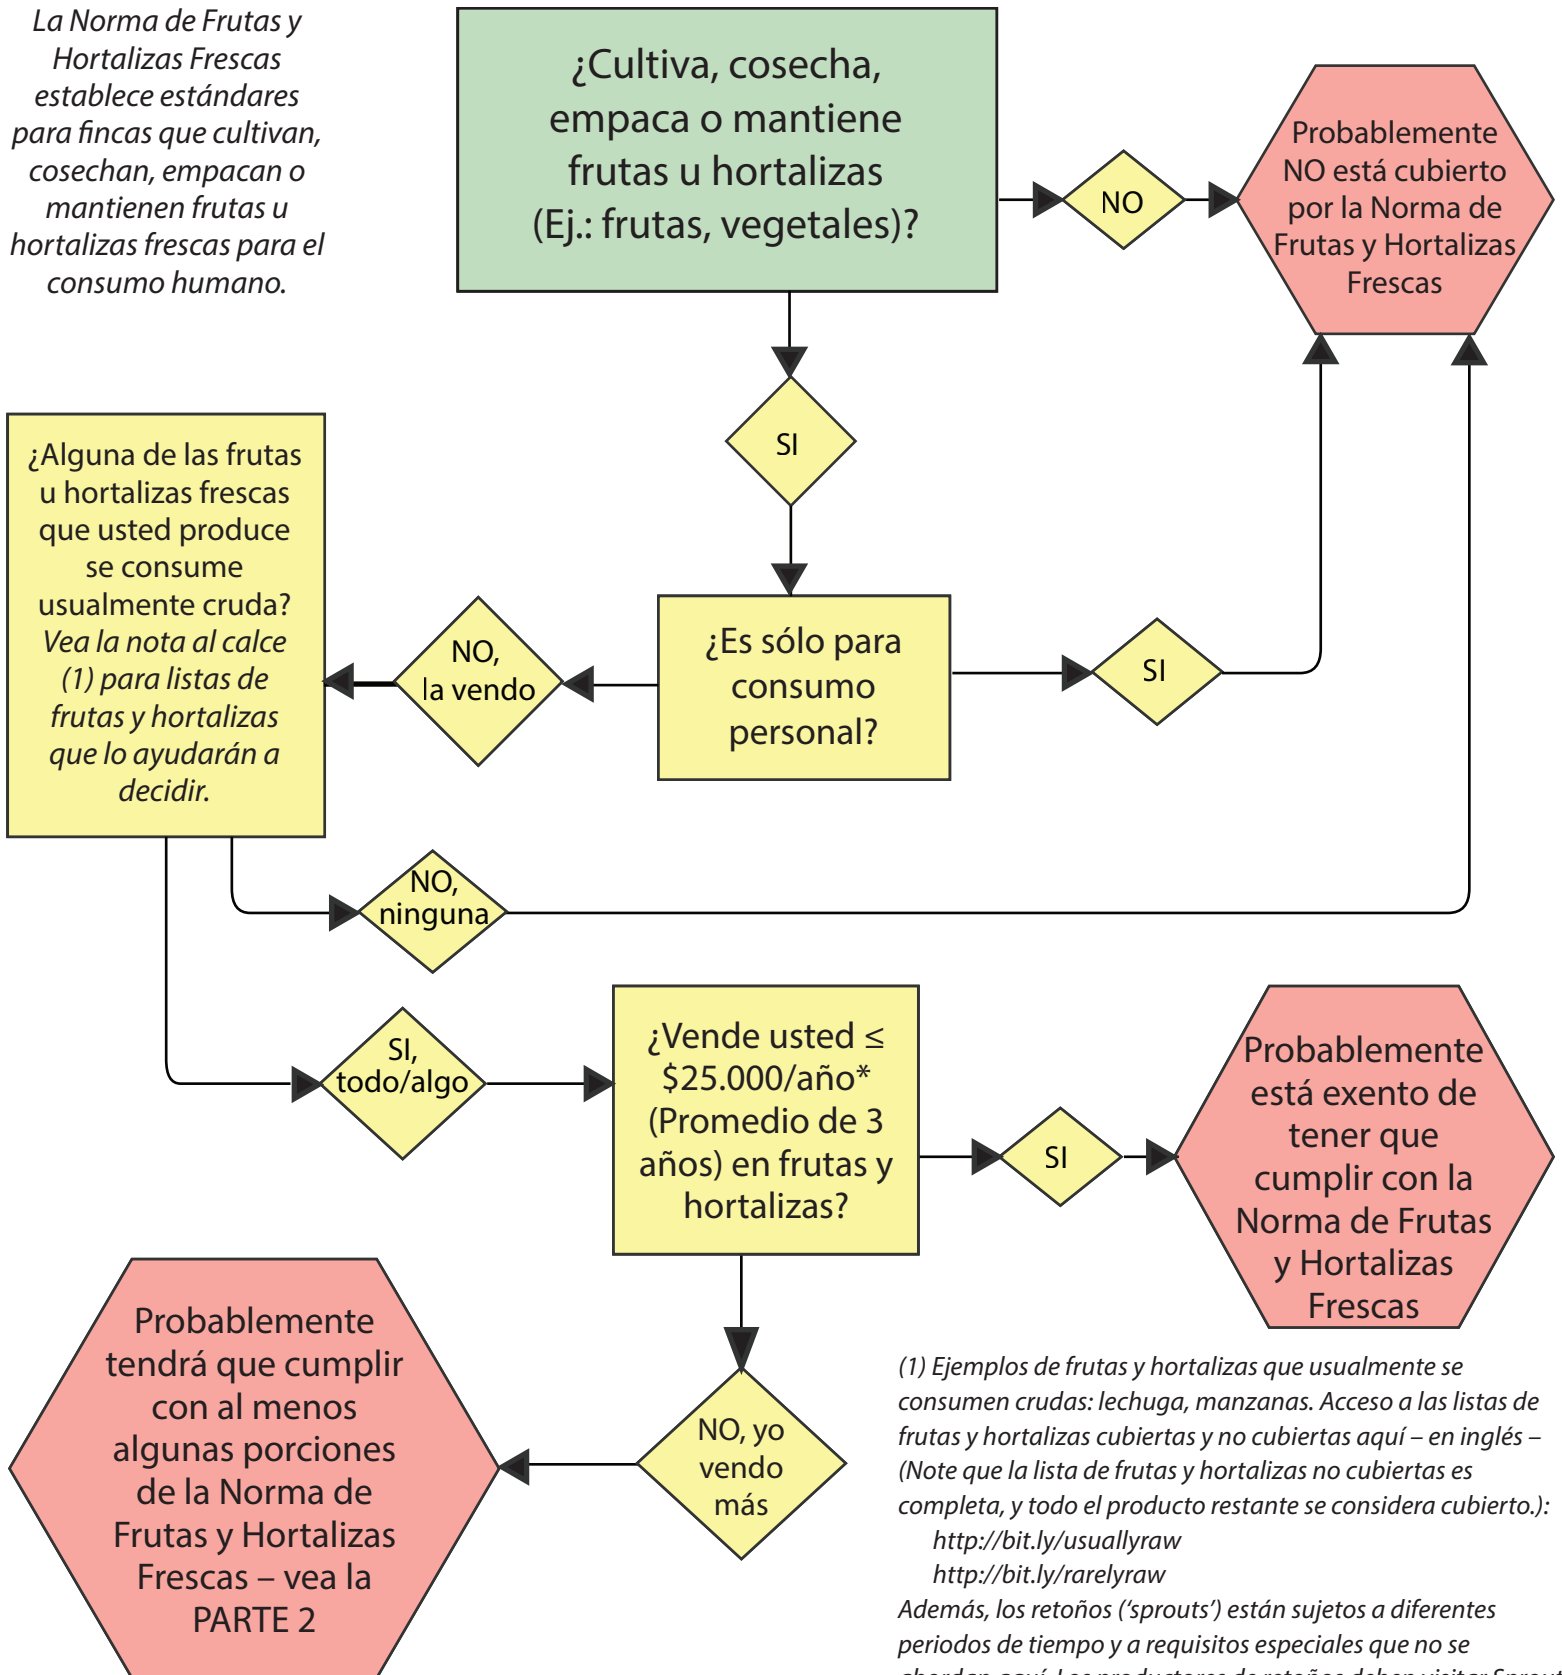 La Norma de Frutas y
Hortalizas Frescas
establece estándares
para fincas que cultivan,
cosechan, empacan o
mantienen frutas u
hortalizas frescas para el
consumo humano.
¿Cultiva, cosecha,
empaca o mantiene
frutas u hortalizas
(Ej.: frutas, vegetales)?
NO
Probablemente
NO está cubierto
por la Norma de
Frutas y Hortalizas
Frescas
SI
¿Alguna de las frutas
u hortalizas frescas
que usted produce
se consume
usualmente cruda?
Vea la nota al calce
(1) para listas de
frutas y hortalizas
que lo ayudarán a
decidir.
NO,
la vendo
¿Es sólo para
consumo
personal?
SI
NO,
ninguna
SI,
todo/algo
¿Vende usted ≤
$25.000/año*
(Promedio de 3
años) en frutas y
hortalizas?
SI
Probablemente
está exento de
tener que
cumplir con la
Norma de Frutas
y Hortalizas
Frescas
Probablemente
tendrá que cumplir
con al menos
algunas porciones
de la Norma de
Frutas y Hortalizas
Frescas – vea la
PARTE 2
NO, yo
vendo
más
(1) Ejemplos de frutas y hortalizas que usualmente se
consumen crudas: lechuga, manzanas. Acceso a las listas de
frutas y hortalizas cubiertas y no cubiertas aquí – en inglés –
(Note que la lista de frutas y hortalizas no cubiertas es
completa, y todo el producto restante se considera cubierto.):
http://bit.ly/usuallyraw
http://bit.ly/rarelyraw
Además, los retoños (‘sprouts’) están sujetos a diferentes
periodos de tiempo y a requisitos especiales que no se
abordan aquí. Los productores de retoños deben visitar Sprout